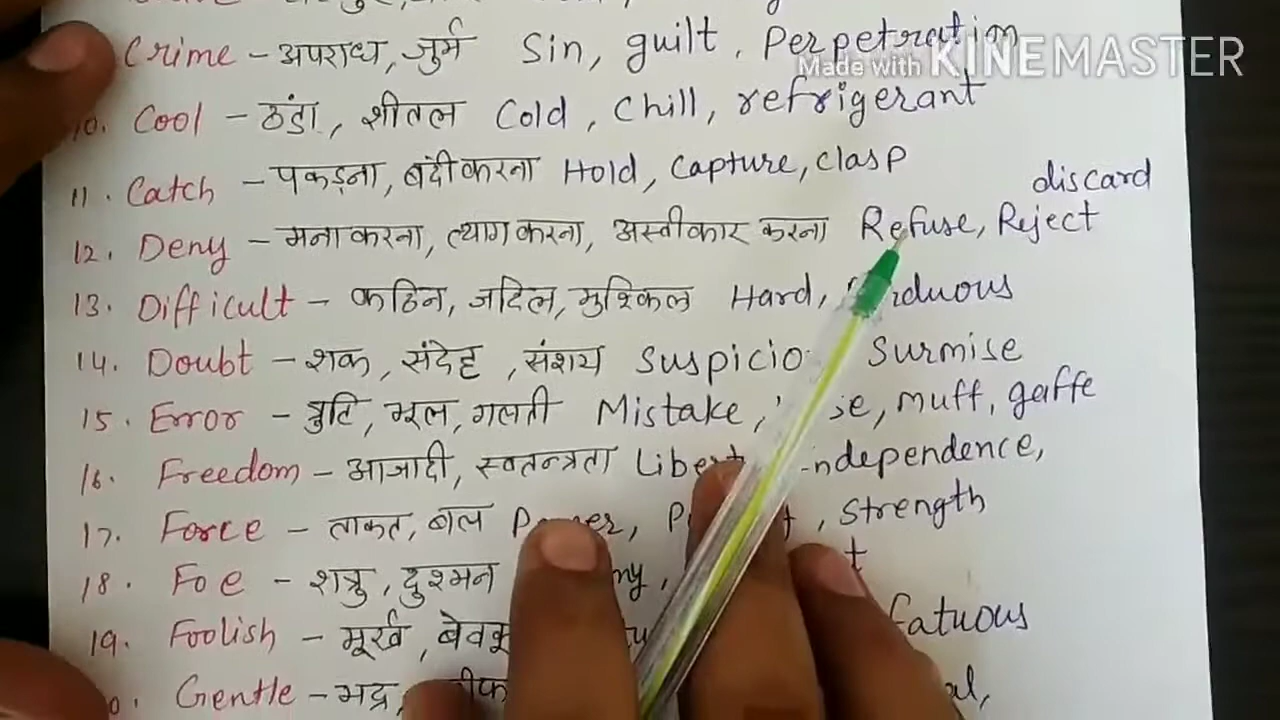 Crime - अपराध, जुर्म Sin, guilt, Perpetration
Made with KINEMASTER
10. Cool - ठंडा, शीतल Cold, Chill, refrigerant
11. Catch - पकड़ना, बंदी करना Hold, Capture, Clasp
discard
12. Deny - मना करना, त्याग करना, अस्वीकार करना Refuse, Reject
13. Difficult - कठिन, जटिल, मुश्किल Hard,
14. Doubt - शक, संदेह, संशय Surmise
15. Error - त्रुटि, भूल, गलती Mistake, muff, gaffe
16. Freedom - आजादी, स्वतन्त्रता
17. Force - ताकत, बल strength
18. Foe - शत्रु, दुश्मन
19. Foolish - मूर्ख, fatuous
Gentle - भद्र,